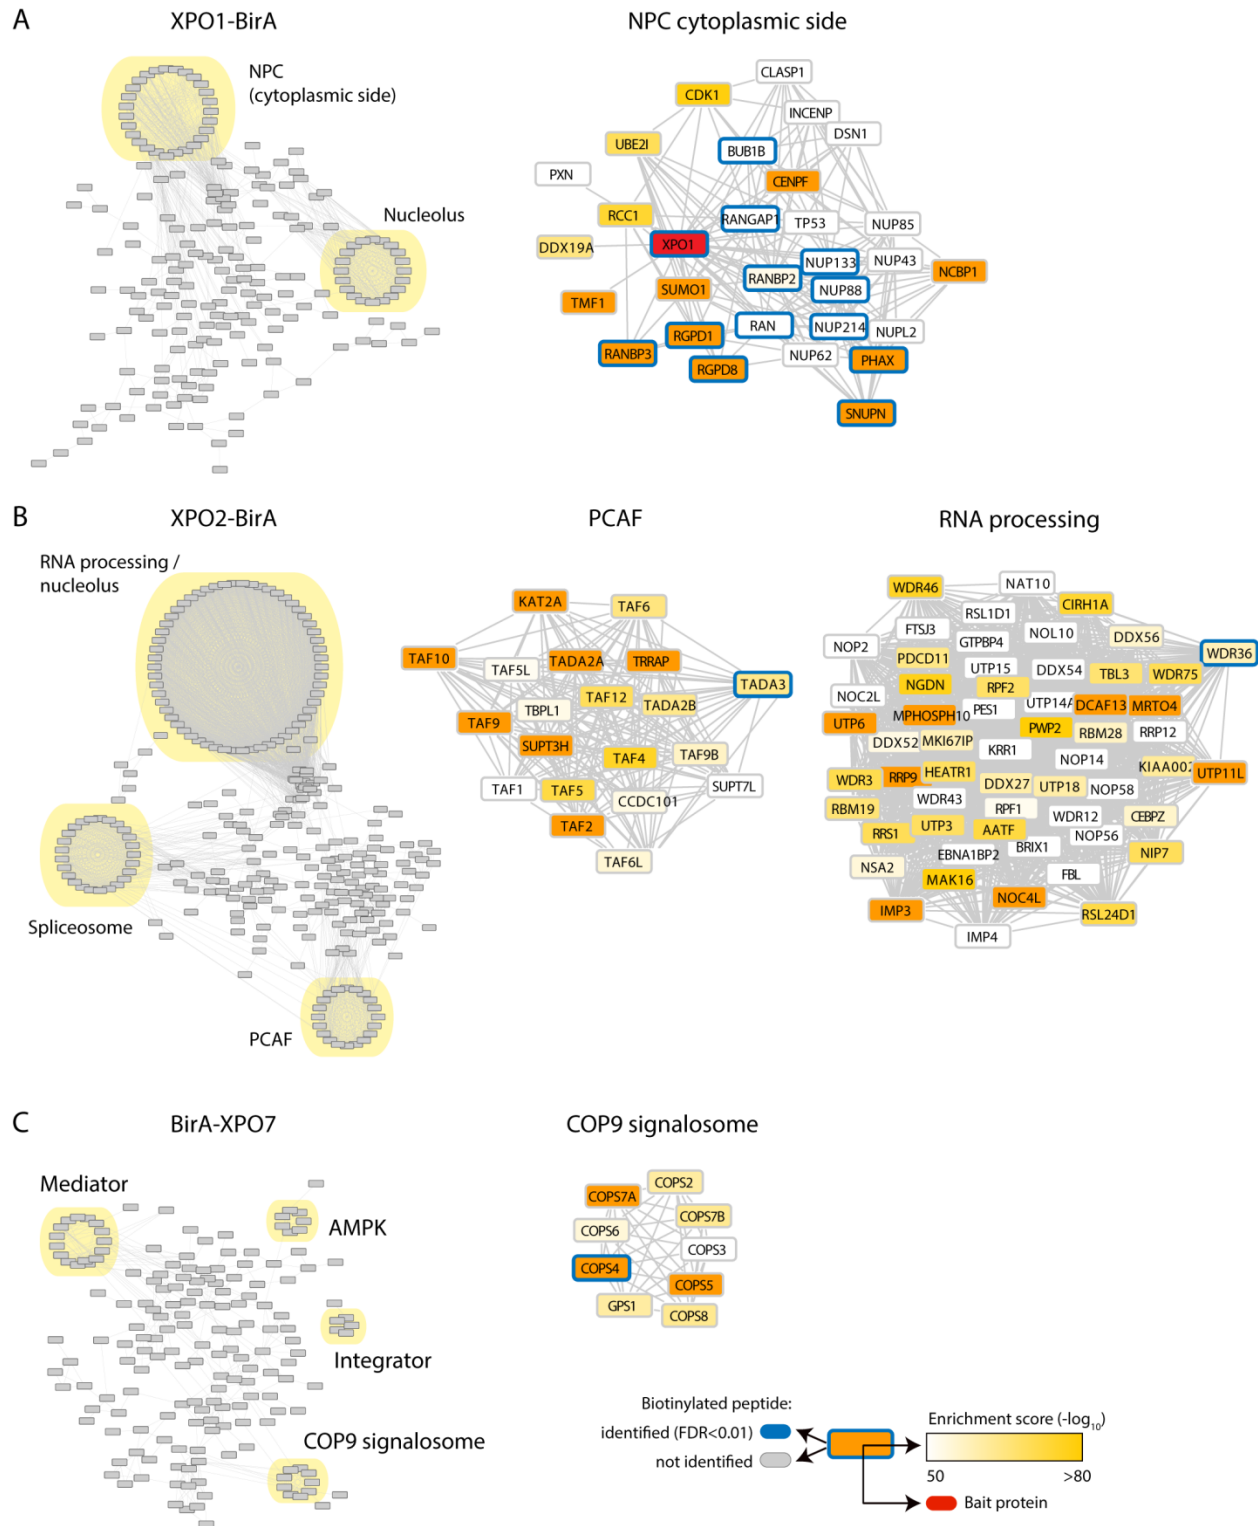 A
XPO1-BirA
NPC
(cytoplasmic side)
Nucleolus
NPC cytoplasmic side
CLASP1
CDK1
INCENP
DSN1
UBE2I
BUB1B
PXN
CENPF
RCC1
RANGAP1
TP53
NUP85
DDX19A
XPO1
NUP133
NUP43
RANBP2
NCBP1
SUMO1
NUP88
TMF1
RAN
NUP214
NUPL2
RGPD1
RANBP3
NUP62
PHAX
RGPD8
SNUPN
B
XPO2-BirA
RNA processing /
nucleolus
Spliceosome
PCAF
PCAF
KAT2A
TAF6
TAF10
TAF5L
TADA2A
TRRAP
TADA3
TAF12
TBPL1
TADA2B
TAF9
SUPT3H
TAF4
TAF9B
TAF1
TAF5
SUPT7L
CCDC101
TAF2
TAF6L
RNA processing
WDR46
NAT10
RSL1D1
CIRH1A
FTSJ3
NOL10
GTPBP4
DDX56
NOP2
WDR36
PDCD11
UTP15
DDX54
TBL3
WDR75
NGDN
RPF2
NOC2L
UTP14A
PES1
DCAF13
MRTO4
UTP6
MPHOSPH10
PWP2
RBM28
RRP12
DDX52
MKI67IP
KRR1
NOP14
KIAA002
UTP11L
WDR3
RRP9
HEATR1
DDX27
UTP18
NOP58
RBM19
WDR43
RPF1
WDR12
CEBPZ
RRS1
UTP3
AATF
NOP56
BRIX1
NIP7
NSA2
EBNA1BP2
FBL
MAK16
NOC4L
IMP3
RSL24D1
IMP4
C
BirA-XPO7
Mediator
AMPK
Integrator
COP9 signalosome
COP9 signalosome
COPS2
COPS7A
COPS7B
COPS6
COPS3
COPS4
COPS5
GPS1
COPS8
Biotinylated peptide:
identified (FDR<0.01)
not identified
Enrichment score (-log₁₀)
50 >80
Bait protein